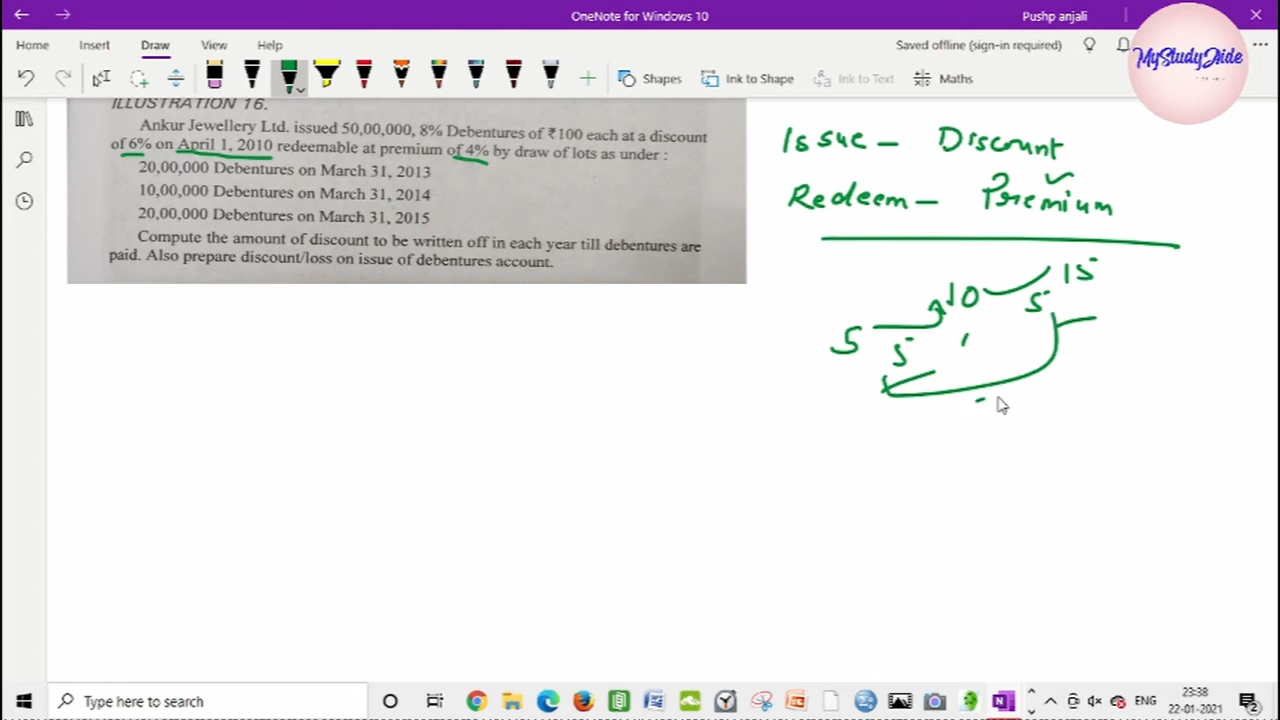 OneNote for Windows 10
Pushp anjali
Home Insert Draw View Help
Saved offline (sign-in required)
MyStudyAide
Shapes Ink to Shape Ink to Text Maths
ILLUSTRATION 16.
Ankur Jewellery Ltd. issued 50,00,000, 8% Debentures of ₹100 each at a discount
of 6% on April 1, 2010 redeemable at premium of 4% by draw of lots as under :
20,00,000 Debentures on March 31, 2013
10,00,000 Debentures on March 31, 2014
20,00,000 Debentures on March 31, 2015
Compute the amount of discount to be written off in each year till debentures are
paid. Also prepare discount/loss on issue of debentures account.
Issue - Discount
Redeem - Premium
10 15
5 5
5
Type here to search
ENG
23:38
22-01-2021
2